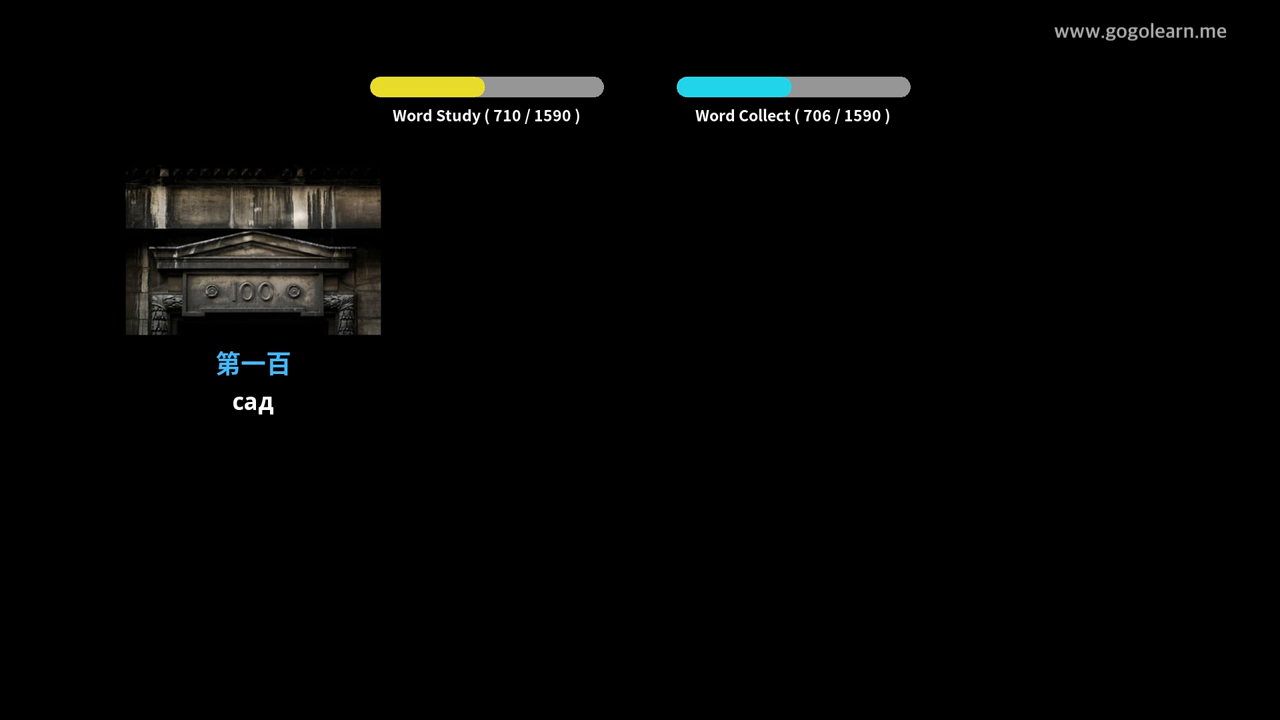 www.gogolearn.me
Word Study ( 710 / 1590 )
Word Collect ( 706 / 1590 )
100
第一百
сад